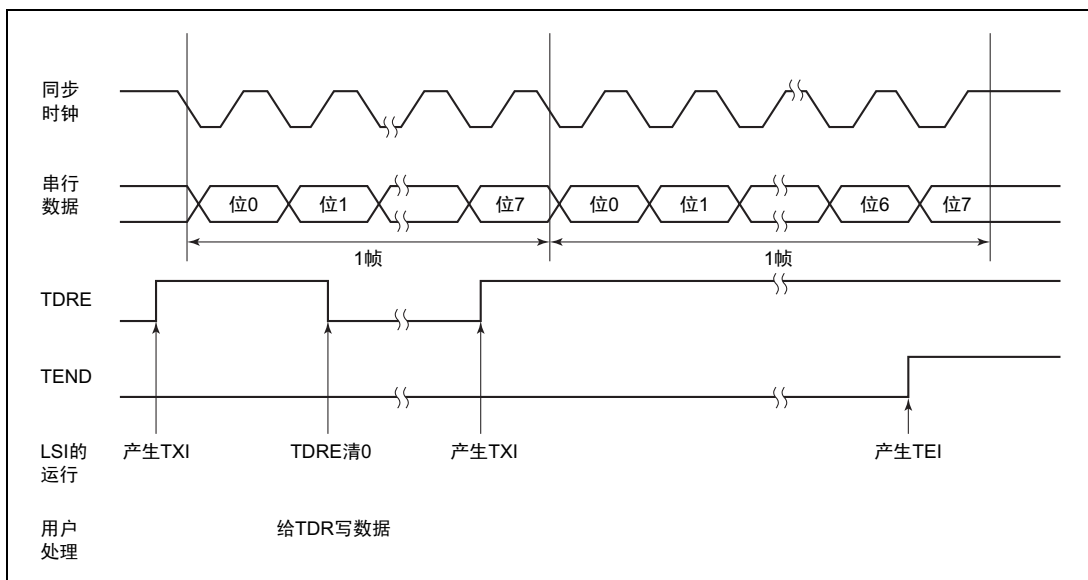 同步
时钟
串行
数据
位0
位1
位7
位0
位1
位6
位7
1帧
1帧
TDRE
TEND
LSI的
运行
产生TXI
TDRE清0
产生TXI
产生TEI
用户
处理
给TDR写数据